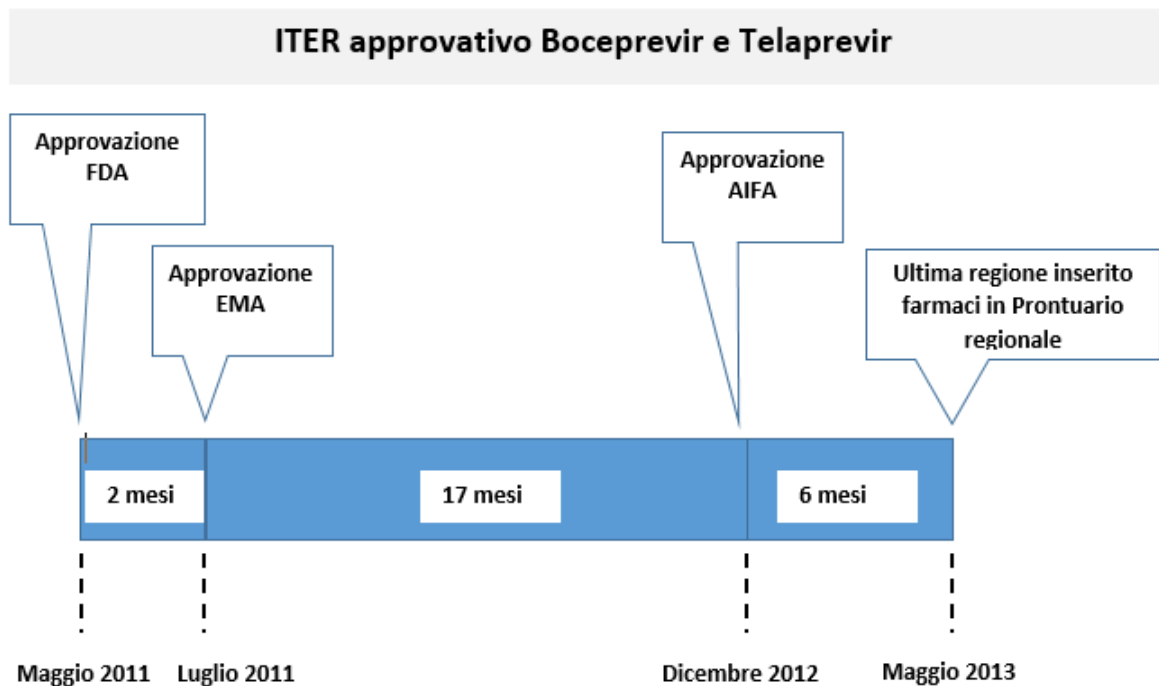 ITER approvativo Boceprevir e Telaprevir
Approvazione
FDA
Approvazione
EMA
Approvazione
AIFA
Ultima regione inserito
farmaci in Prontuario
regionale
2 mesi
17 mesi
6 mesi
Maggio 2011
Luglio 2011
Dicembre 2012
Maggio 2013